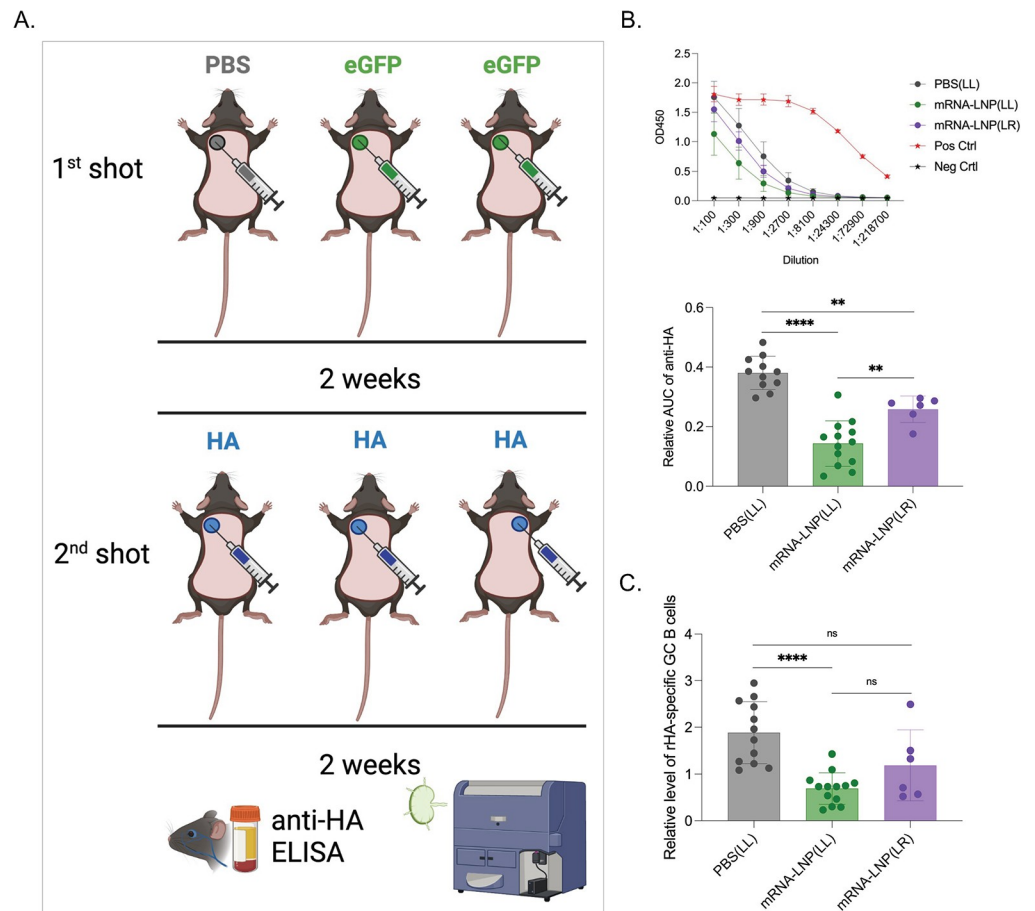 A.
PBS
eGFP
eGFP
1st shot
2 weeks
HA
HA
HA
2nd shot
2 weeks
anti-HA
ELISA
B.
OD450
2.5
2.0
1.5
1.0
0.5
0.0
1:100
1:300
1:900
1:2700
1:8100
1:24300
1:72900
1:218700
Dilution
PBS(LL)
mRNA-LNP(LL)
mRNA-LNP(LR)
Pos Ctrl
Neg Crtl
Relative AUC of anti-HA
0.6
0.4
0.2
0.0
**
****
**
PBS(LL)
mRNA-LNP(LL)
mRNA-LNP(LR)
C.
Relative level of rHA-specific GC B cells
4
3
2
1
0
ns
****
ns
PBS(LL)
mRNA-LNP(LL)
mRNA-LNP(LR)